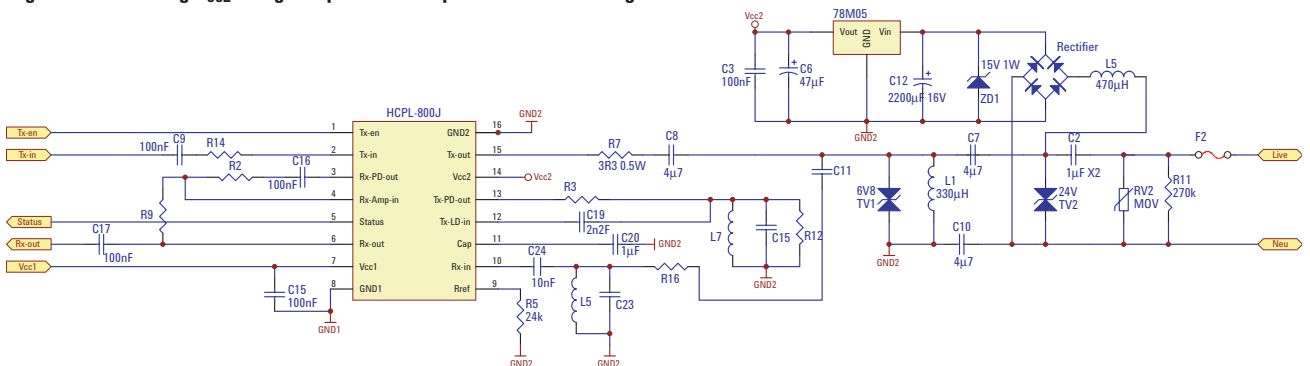 Vcc2
78M05
Vout
GND
Vin
Rectifier
L5
470µH
C3
100nF
C6
47µF
+
C12
2200µF 16V
+
15V 1W
ZD1
GND2
HCPL-800J
Tx-en
1
Tx-en
GND2
16
GND2
Tx-in
C9
100nF
R14
2
Tx-in
Tx-out
15
R7
3R3 0.5W
C8
4µ7
C7
4µ7
C2
1µF X2
F2
Live
R2
C16
100nF
3
Rx-PD-out
Vcc2
14
Vcc2
C11
R9
4
Rx-Amp-in
Tx-PD-out
13
R3
6V8
TV1
L1
330µH
24V
TV2
RV2
MOV
R11
270k
Status
5
Status
Tx-LD-in
12
C19
2n2F
L7
C15
R12
Rx-out
C17
100nF
6
Rx-out
Cap
11
C20
1µF
GND2
GND2
C10
4µ7
Neu
Vcc1
7
Vcc1
Rx-in
10
C24
10nF
R16
GND2
C15
100nF
8
GND1
Rref
9
R5
24k
L5
C23
GND1
GND2
GND2